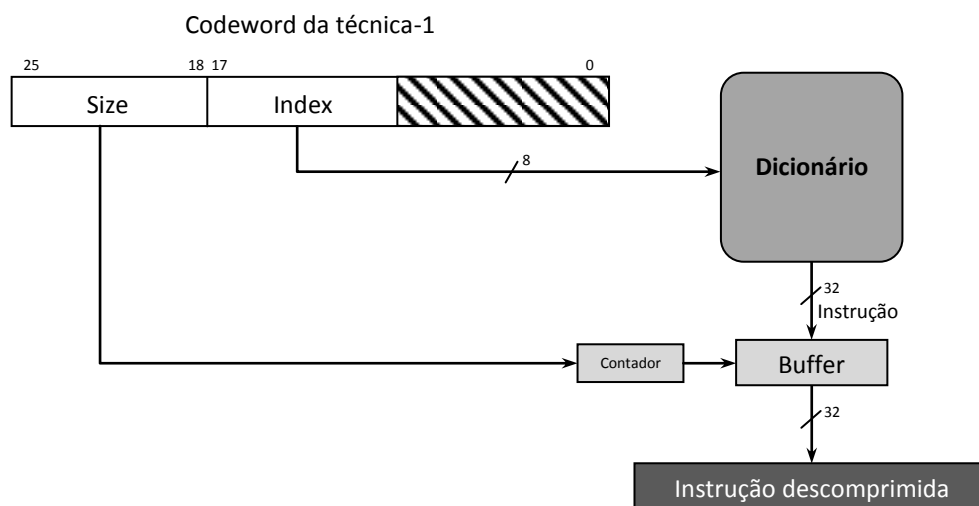 Codeword da técnica-1
25 18 17 0
Size Index
8
Dicionário
32
Instrução
Contador
Buffer
32
Instrução descomprimida